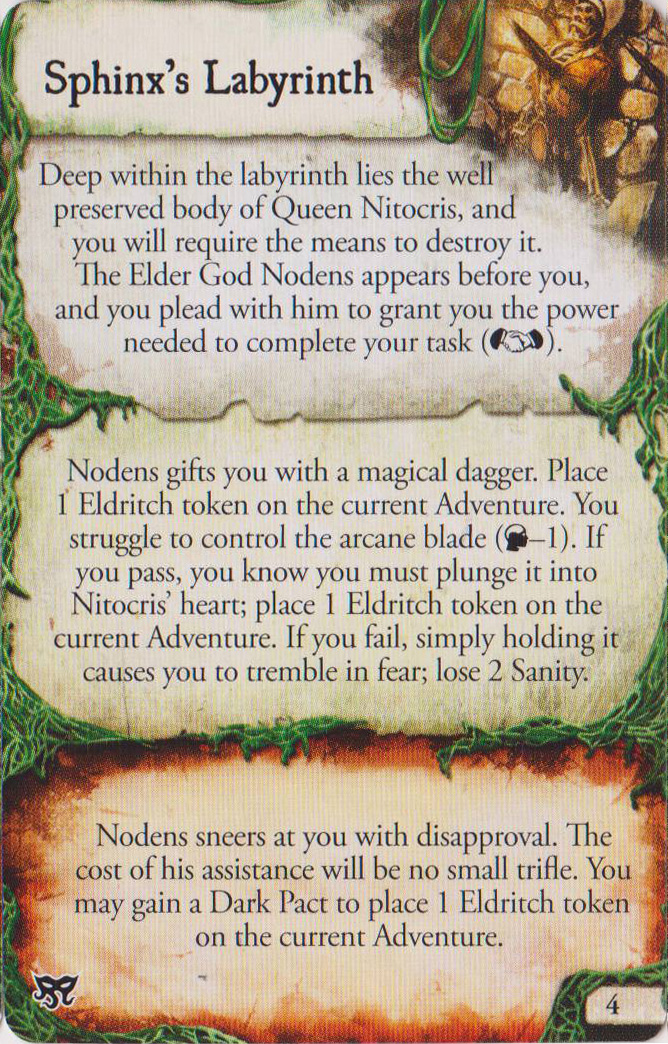 Sphinx's Labyrinth
Deep within the labyrinth lies the well
preserved body of Queen Nitocris, and
you will require the means to destroy it.
The Elder God Nodens appears before you,
and you plead with him to grant you the power
needed to complete your task ().
Nodens gifts you with a magical dagger. Place
1 Eldritch token on the current Adventure. You
struggle to control the arcane blade (–1). If
you pass, you know you must plunge it into
Nitocris' heart; place 1 Eldritch token on the
current Adventure. If you fail, simply holding it
causes you to tremble in fear; lose 2 Sanity.
Nodens sneers at you with disapproval. The
cost of his assistance will be no small trifle. You
may gain a Dark Pact to place 1 Eldritch token
on the current Adventure.
4